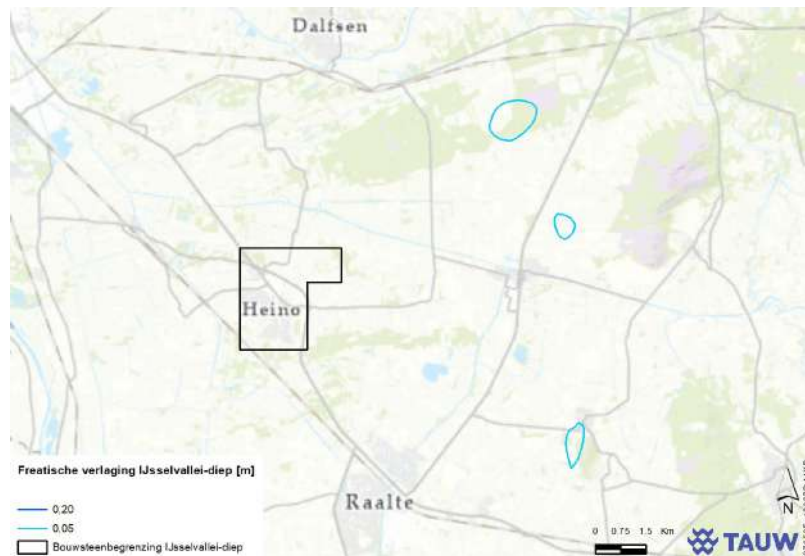 Dalfsen
Heino
Raalte
Freatische verlaging IJsselvallei-diep [m]
0,20
0,05
Bouwsteenbegrenzing IJsselvallei-diep
0 0.75 1.5 Km
N
TAUW